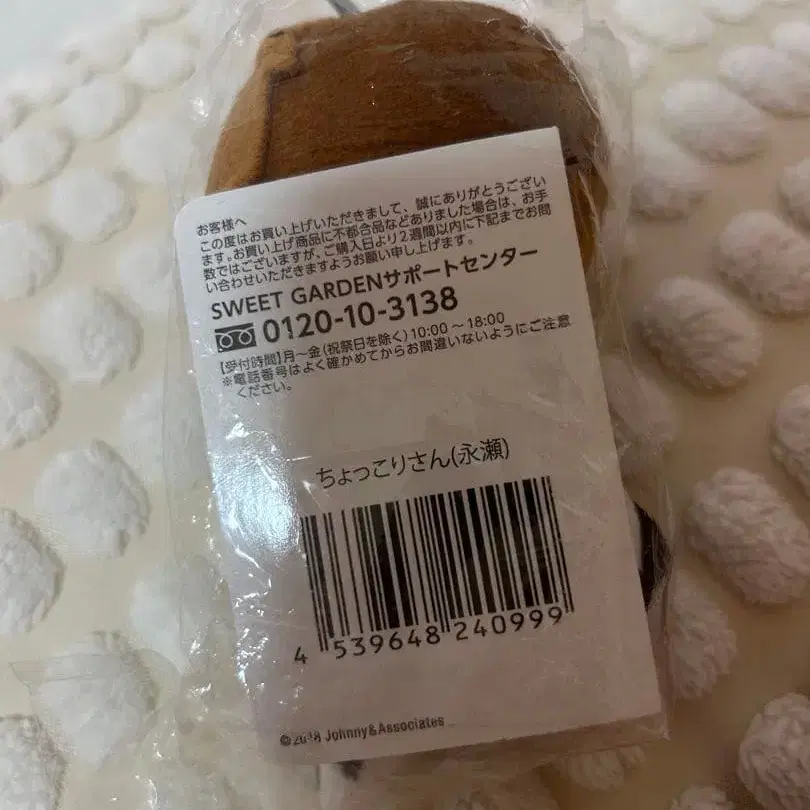 お客様へ
この度はお買い上げいただきまして、誠にありがとうござい
ます。お買い上げ商品に不都合品などありました場合は、お手
数ではございますが、ご購入日より2週間以内に下記までお問
い合わせいただきますようお願い申し上げます。
SWEET GARDENサポートセンター
0120-10-3138
【受付時間】月～金(祝祭日を除く)10:00～18:00
※電話番号はよく確かめてからお間違いないようにご注意
ください。
ちょっこりさん(永瀬)
4 539648 240999
©2018 Johnny&Associates